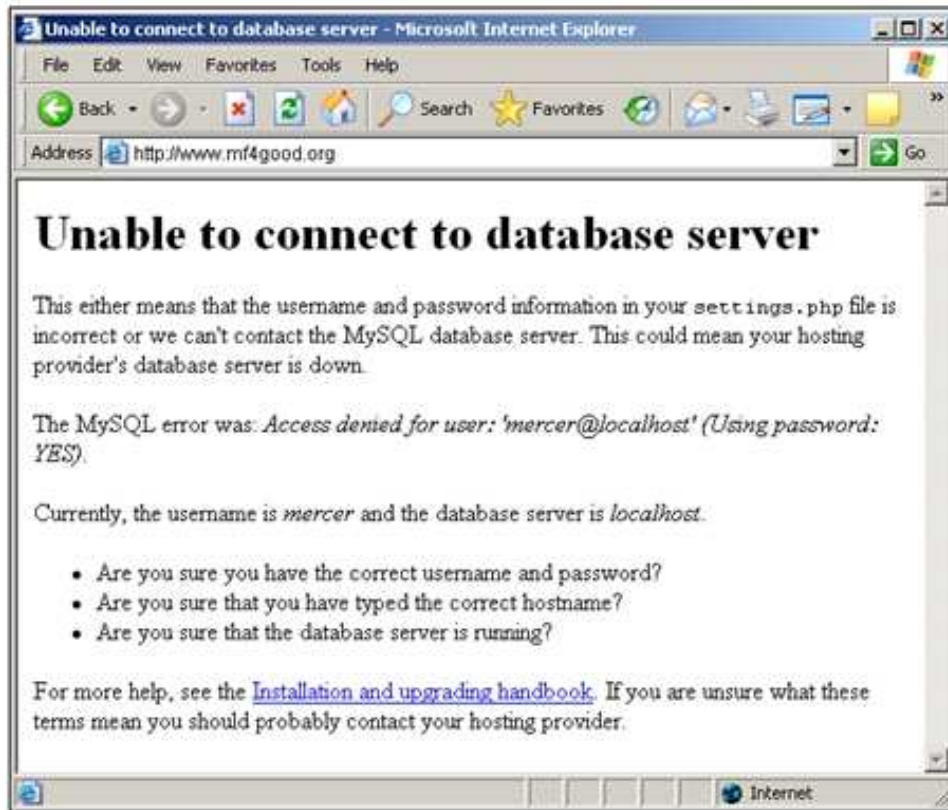 Unable to connect to database server - Microsoft Internet Explorer
File Edit View Favorites Tools Help
Back Search Favorites »
Address http://www.mf4good.org Go
Unable to connect to database server
This either means that the username and password information in your settings.php file is
incorrect or we can't contact the MySQL database server. This could mean your hosting
provider's database server is down.
The MySQL error was: Access denied for user: 'mercer@localhost' (Using password:
YES).
Currently, the username is mercer and the database server is localhost.
• Are you sure you have the correct username and password?
• Are you sure that you have typed the correct hostname?
• Are you sure that the database server is running?
For more help, see the Installation and upgrading handbook. If you are unsure what these
terms mean you should probably contact your hosting provider.
Internet